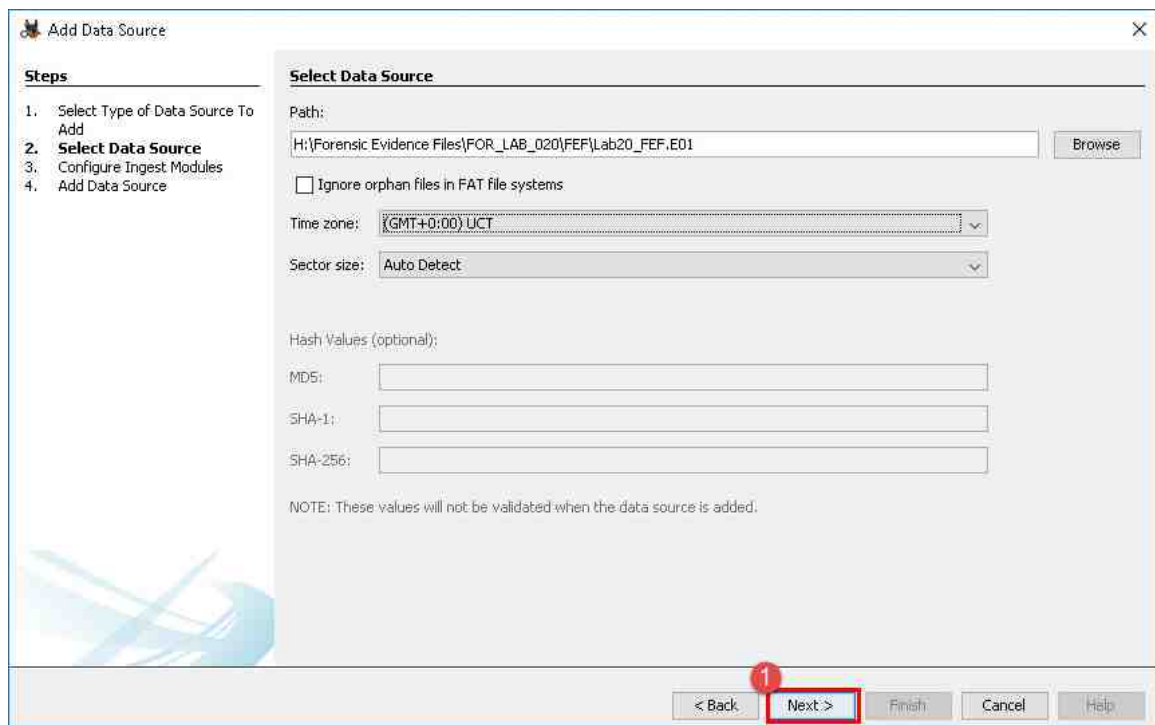 Add Data Source
Steps
1. Select Type of Data Source To
Add
2. Select Data Source
3. Configure Ingest Modules
4. Add Data Source
Select Data Source
Path:
H:\Forensic Evidence Files\FOR_LAB_020\FEF\Lab20_FEF.E01
Browse
Ignore orphan files in FAT file systems
Time zone: (GMT+0:00) UCT
Sector size: Auto Detect
Hash Values (optional):
MD5:
SHA-1:
SHA-256:
NOTE: These values will not be validated when the data source is added.
1
< Back Next > Finish Cancel Help